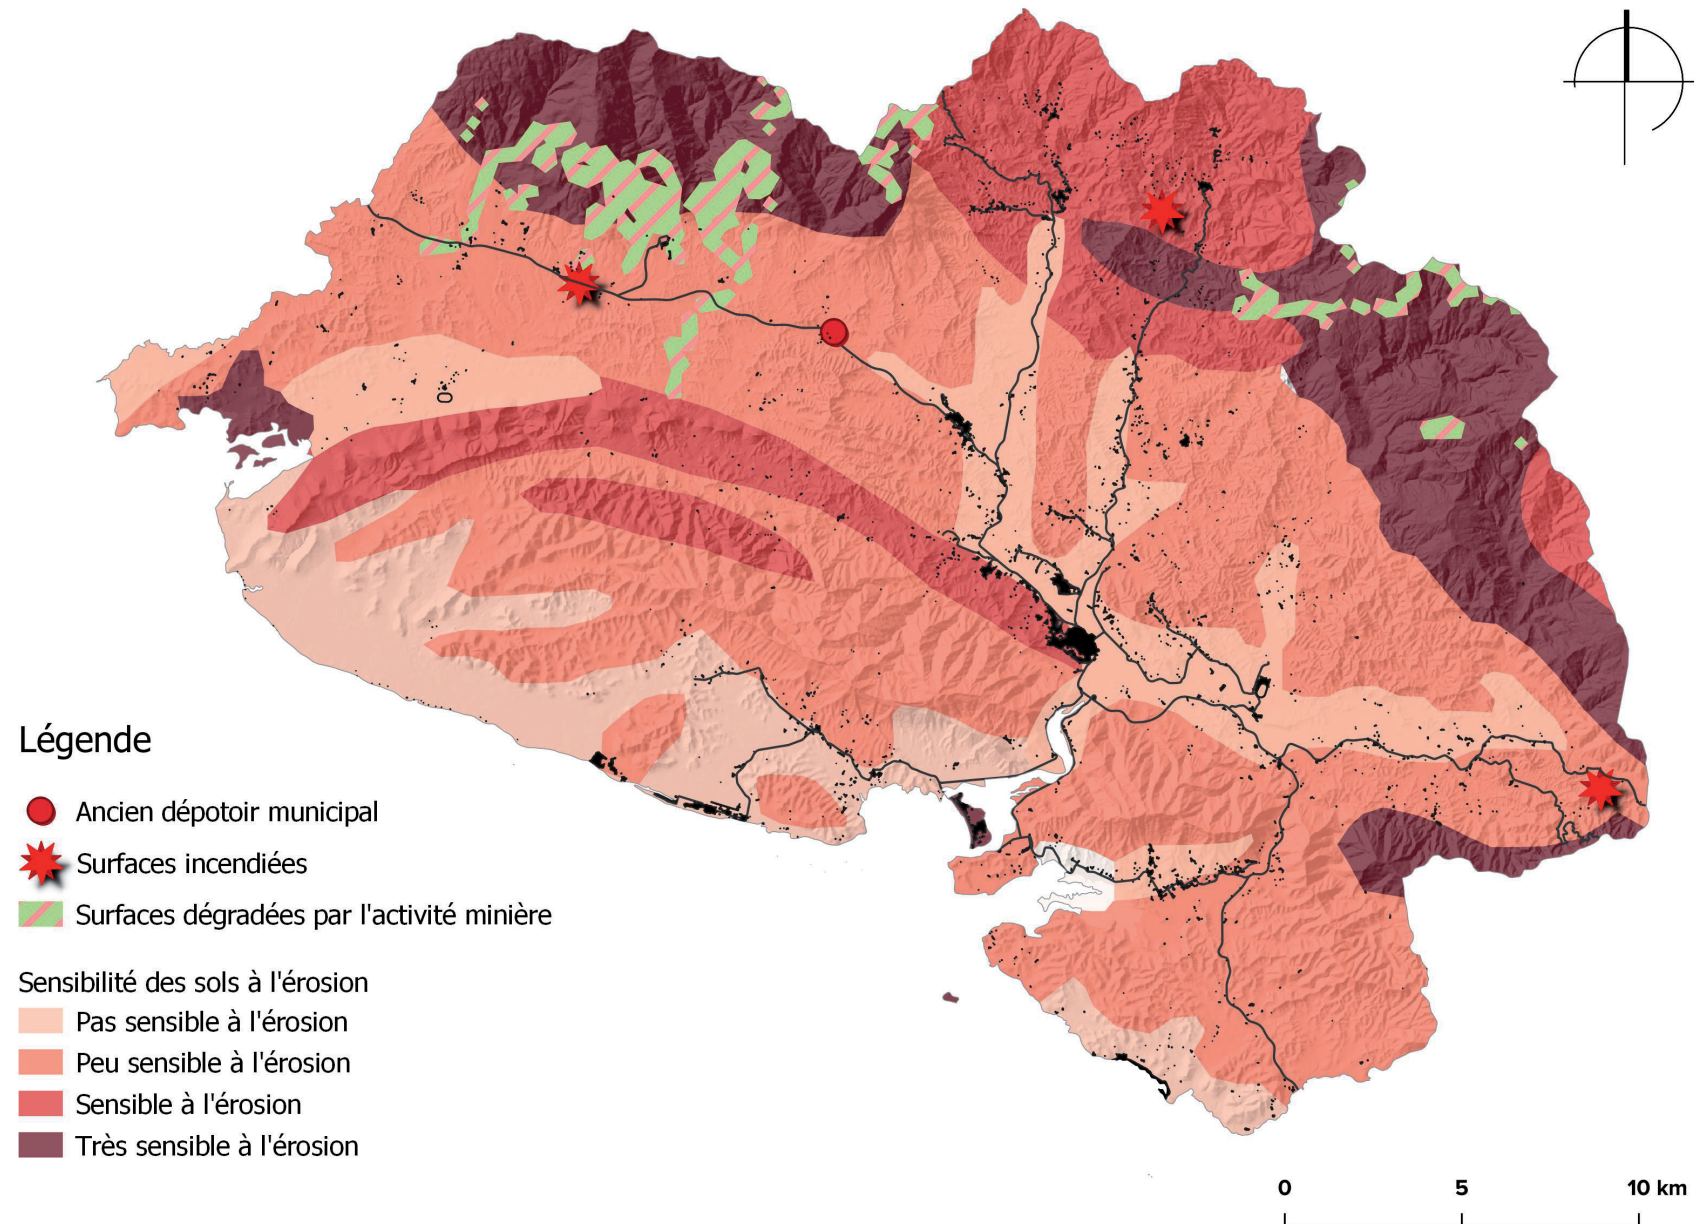 Légende
Ancien dépotoir municipal
Surfaces incendiées
Surfaces dégradées par l'activité minière
Sensibilité des sols à l'érosion
Pas sensible à l'érosion
Peu sensible à l'érosion
Sensible à l'érosion
Très sensible à l'érosion
0 5 10 km